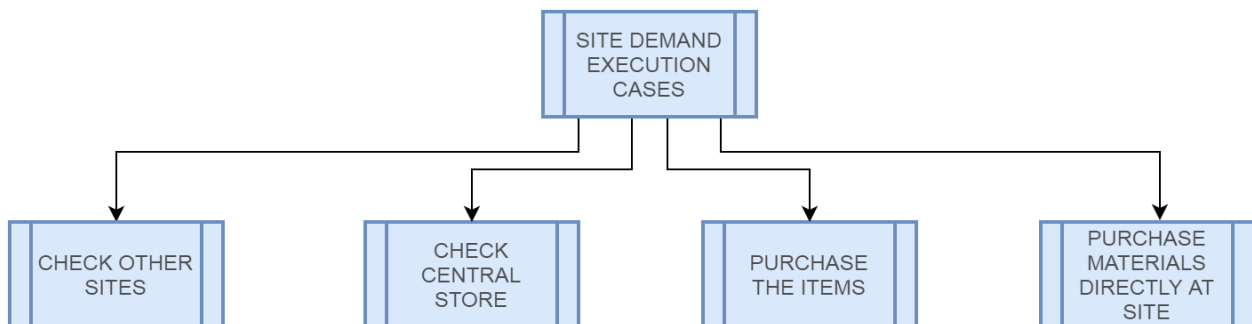 SITE DEMAND
EXECUTION
CASES
CHECK OTHER
SITES
CHECK
CENTRAL
STORE
PURCHASE
THE ITEMS
PURCHASE
MATERIALS
DIRECTLY AT
SITE